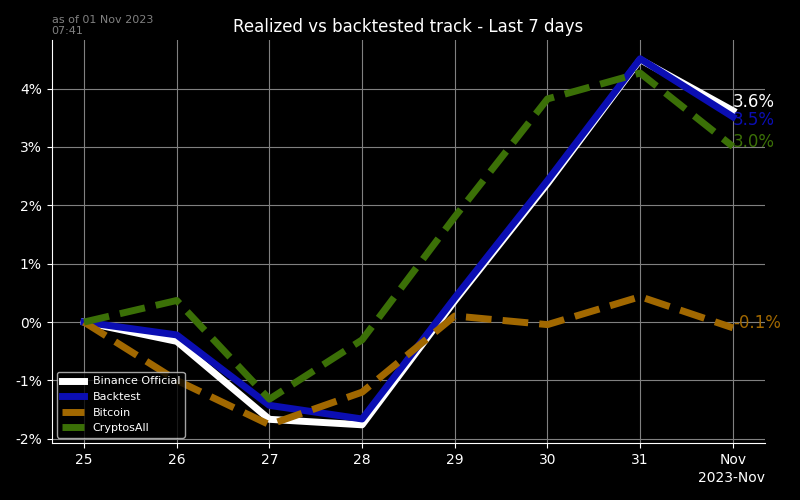 as of 01 Nov 2023
07:41
Realized vs backtested track - Last 7 days
4%
3%
2%
1%
0%
-1%
-2%
3.6%
3.5%
3.0%
-0.1%
Binance Official
Backtest
Bitcoin
CryptosAll
25 26 27 28 29 30 31 Nov
2023-Nov